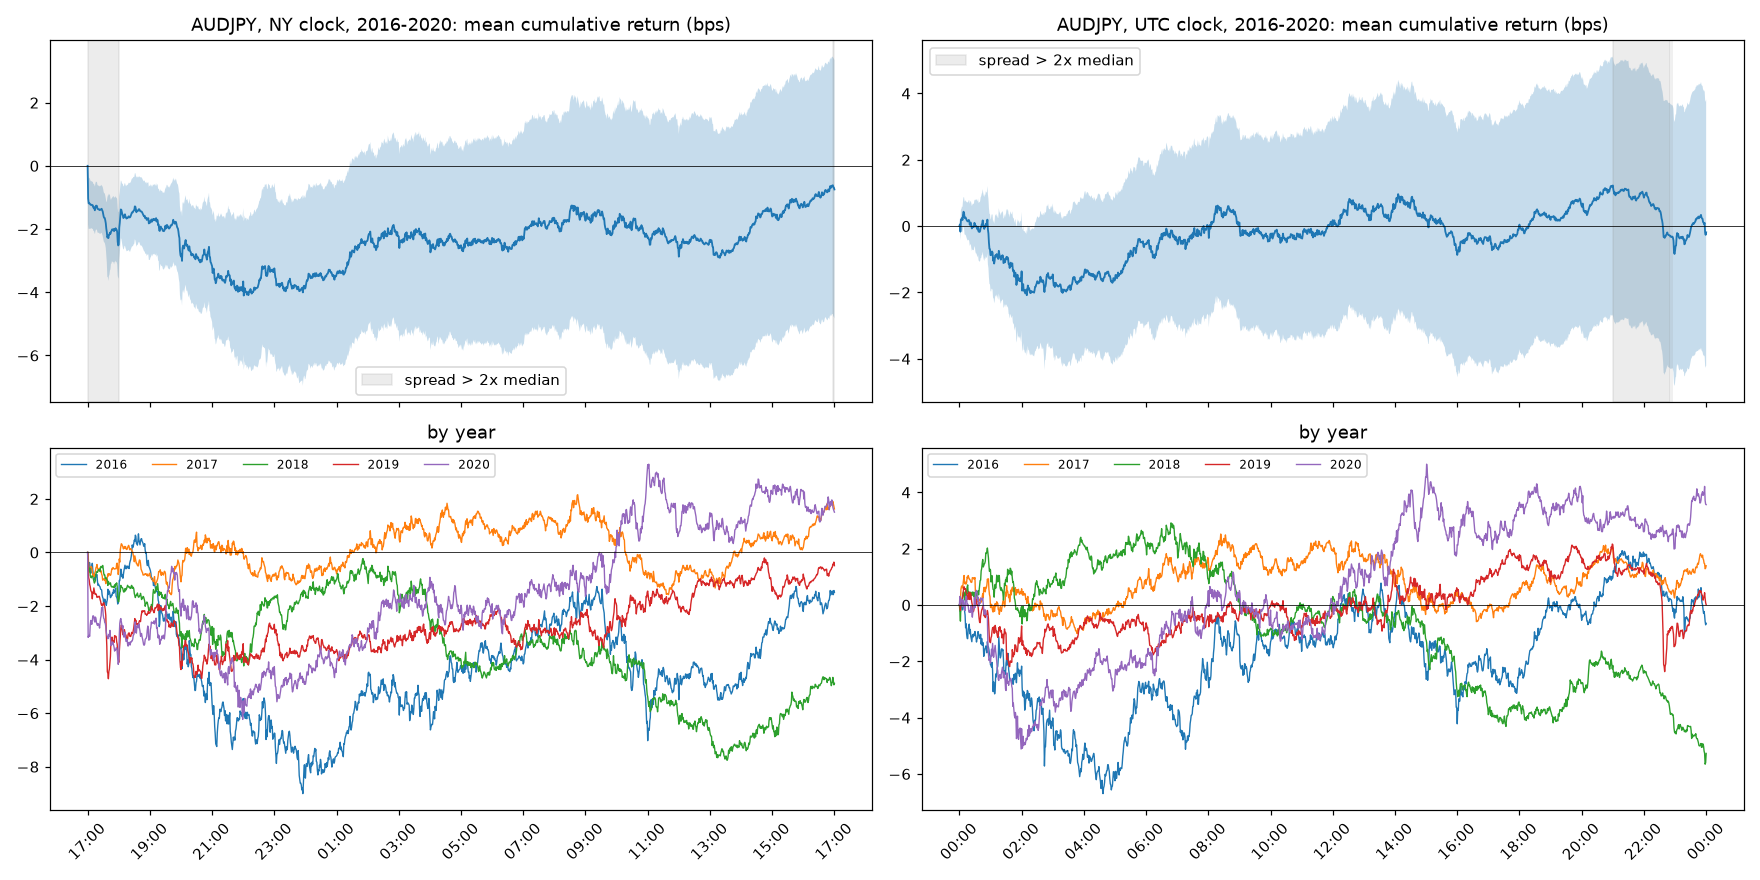 AUDJPY, NY clock, 2016-2020: mean cumulative return (bps)
2
0
−2
−4
−6
spread > 2x median
AUDJPY, UTC clock, 2016-2020: mean cumulative return (bps)
spread > 2x median
4
2
0
−2
−4
by year
2016 2017 2018 2019 2020
2
0
−2
−4
−6
−8
17:00 19:00 21:00 23:00 01:00 03:00 05:00 07:00 09:00 11:00 13:00 15:00 17:00
by year
2016 2017 2018 2019 2020
4
2
0
−2
−4
−6
00:00 02:00 04:00 06:00 08:00 10:00 12:00 14:00 16:00 18:00 20:00 22:00 00:00